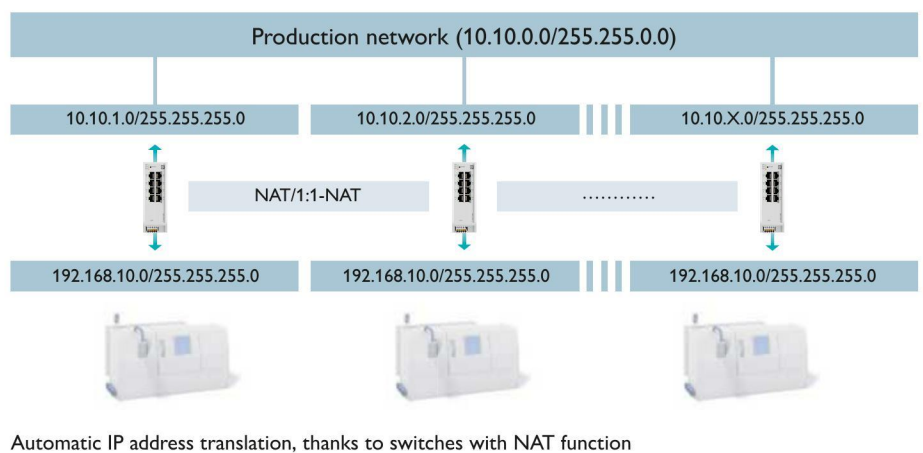 Production network (10.10.0.0/255.255.0.0)
10.10.1.0/255.255.255.0
10.10.2.0/255.255.255.0
10.10.X.0/255.255.255.0
NAT/1:1-NAT
............
192.168.10.0/255.255.255.0
192.168.10.0/255.255.255.0
192.168.10.0/255.255.255.0
Automatic IP address translation, thanks to switches with NAT function